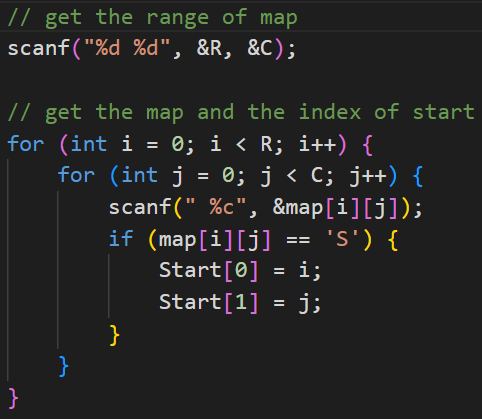 // get the range of map
scanf("%d %d", &R, &C);

// get the map and the index of start
for (int i = 0; i < R; i++) {
    for (int j = 0; j < C; j++) {
        scanf(" %c", &map[i][j]);
        if (map[i][j] == 'S') {
            Start[0] = i;
            Start[1] = j;
        }
    }
}